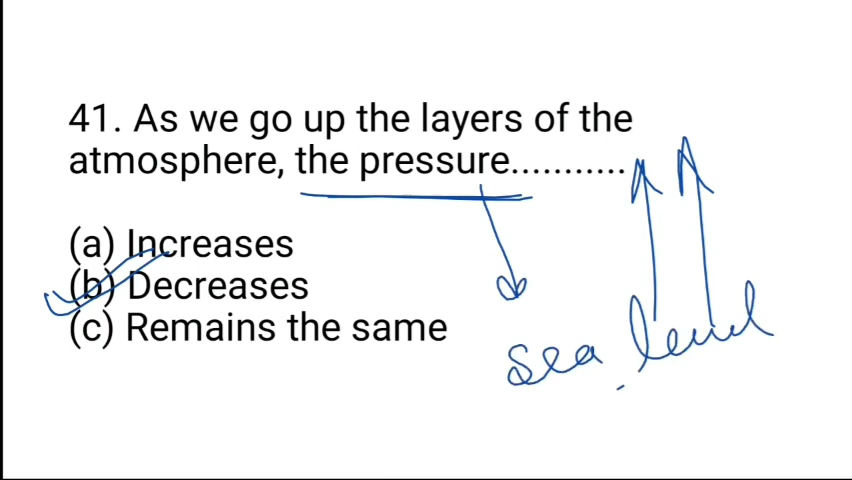 41. As we go up the layers of the
atmosphere, the pressure...........
(a) Increases
(b) Decreases
(c) Remains the same
sea level